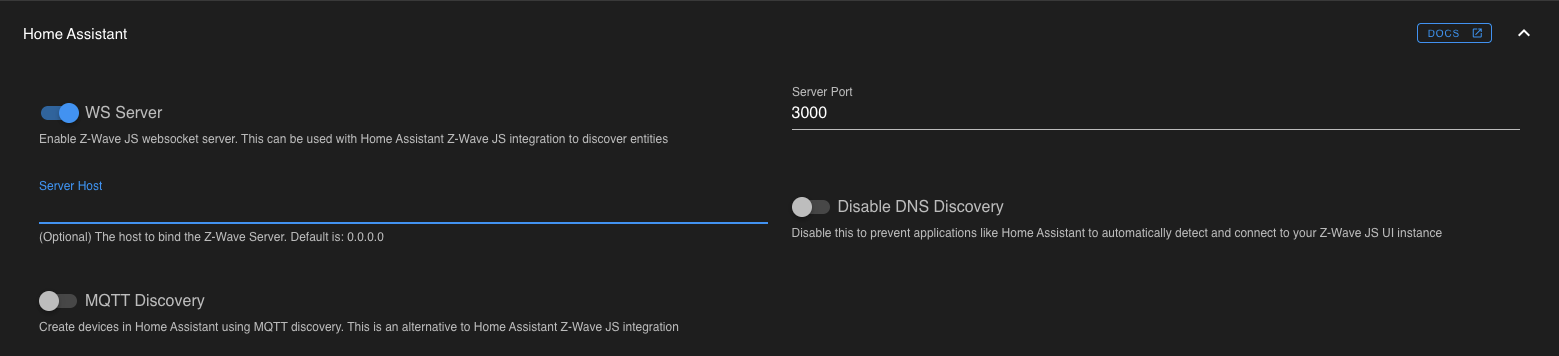 Home Assistant
DOCS
WS Server
Enable Z-Wave JS websocket server. This can be used with Home Assistant Z-Wave JS integration to discover entities
Server Port
3000
Server Host
(Optional) The host to bind the Z-Wave Server. Default is: 0.0.0.0
Disable DNS Discovery
Disable this to prevent applications like Home Assistant to automatically detect and connect to your Z-Wave JS UI instance
MQTT Discovery
Create devices in Home Assistant using MQTT discovery. This is an alternative to Home Assistant Z-Wave JS integration